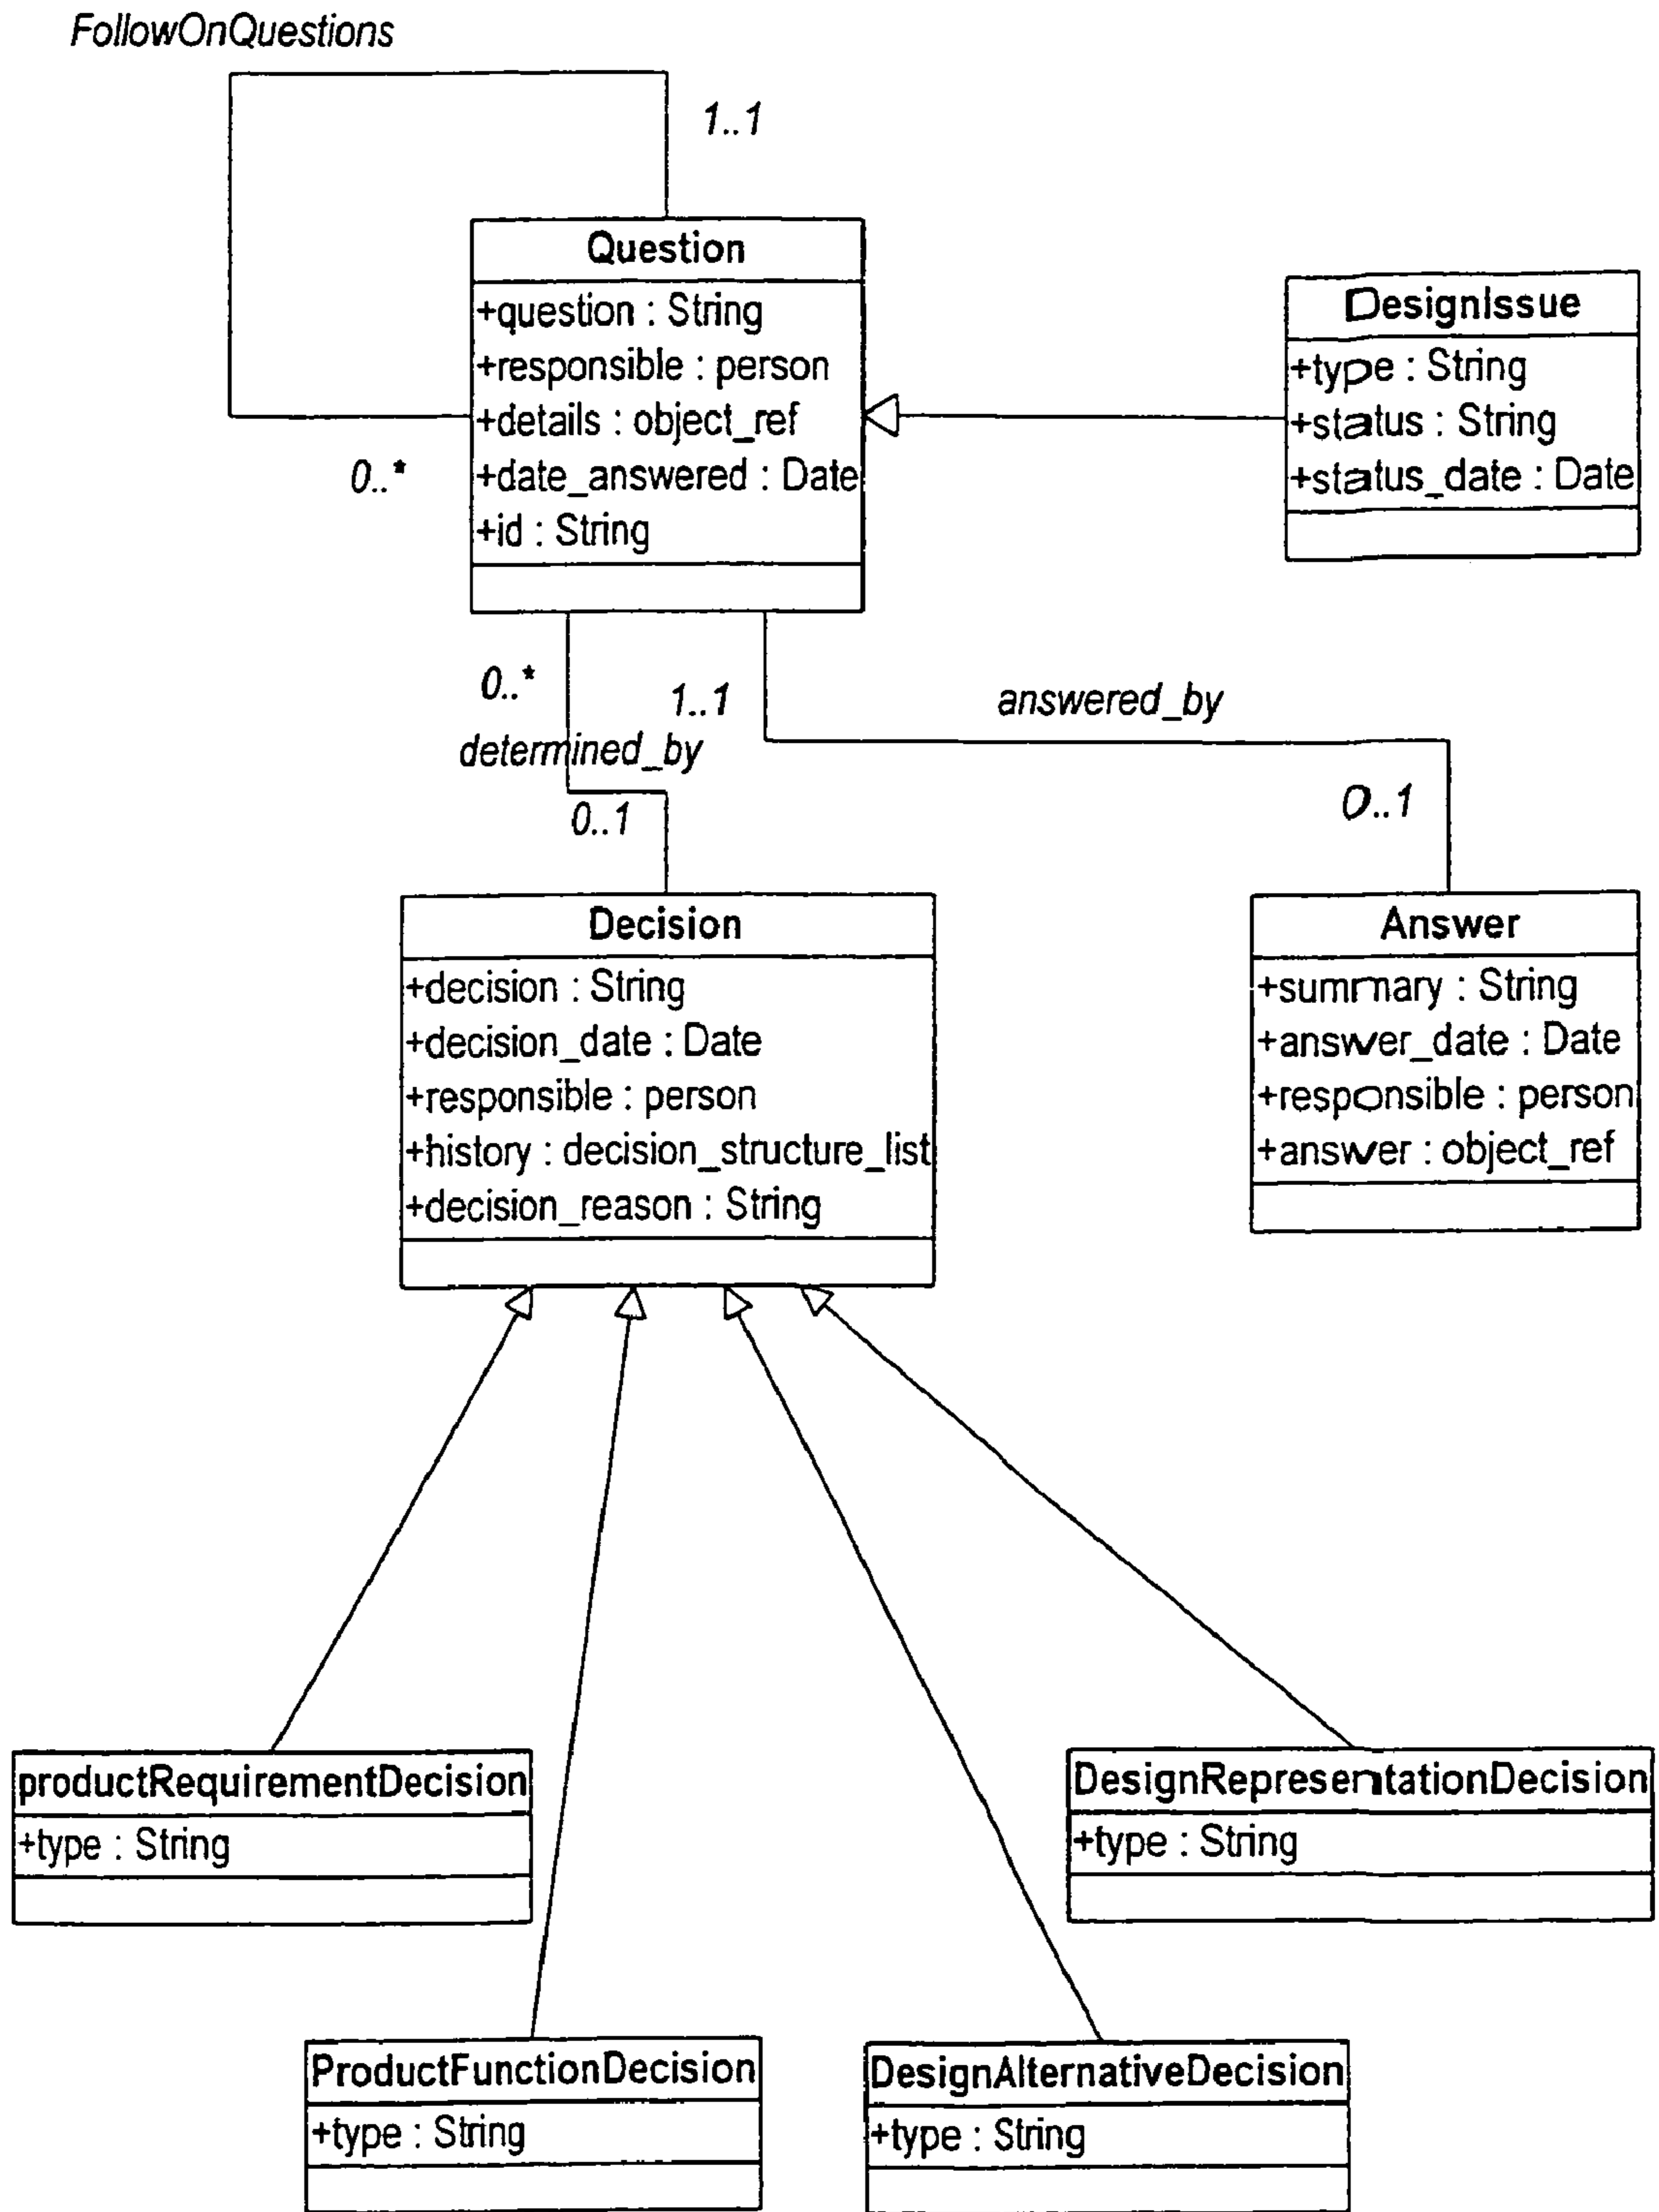 FollowOnQuestions
1..1
Question
+question : String
+responsible : person
+details : object_ref
+date_answered : Date
+id : String
0..*
DesignIssue
+type : String
+status : String
+status_date : Date
0..*
1..1
answered_by
determined_by
0..1
0..1
Decision
+decision : String
+decision_date : Date
+responsible : person
+history : decision_structure_list
+decision_reason : String
Answer
+summary : String
+answer_date : Date
+responsible : person
+answer : object_ref
productRequirementDecision
+type : String
DesignRepresentationDecision
+type : String
ProductFunctionDecision
+type : String
DesignAlternativeDecision
+type : String